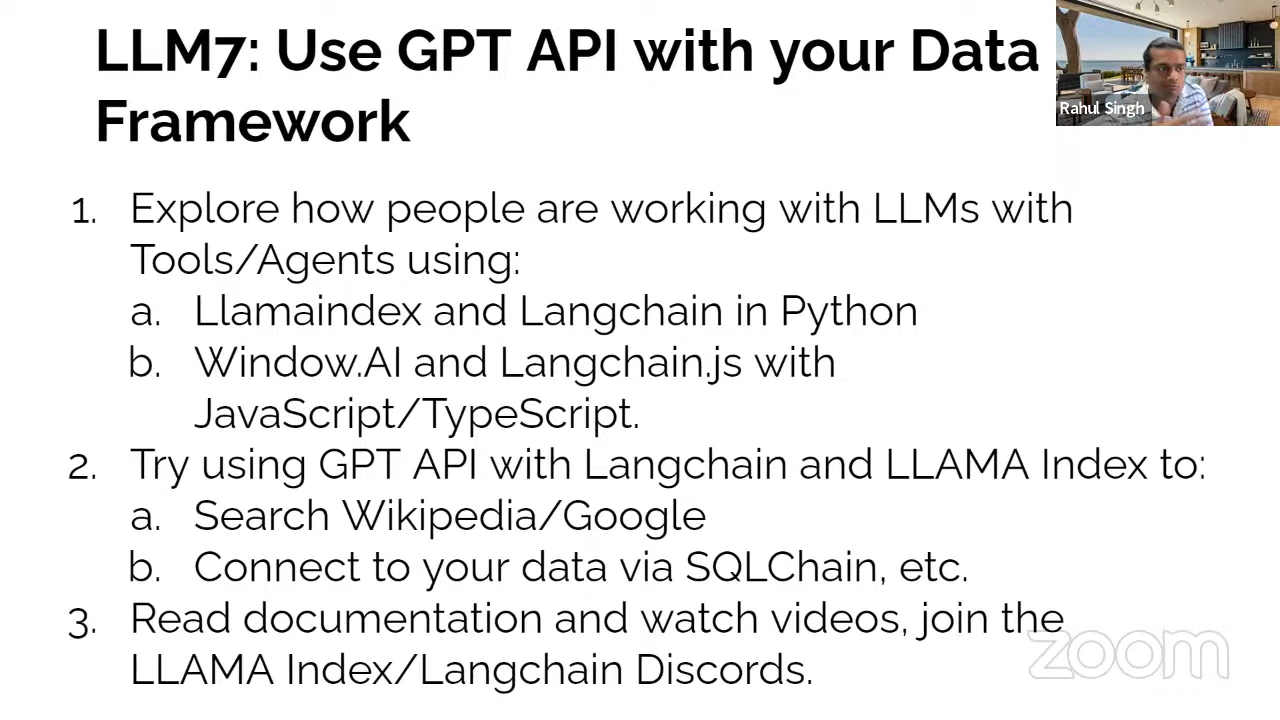 LLM7: Use GPT API with your Data
Framework
Rahul Singh
1. Explore how people are working with LLMs with
Tools/Agents using:
a. Llamaindex and Langchain in Python
b. Window.AI and Langchain.js with
JavaScript/TypeScript.
2. Try using GPT API with Langchain and LLAMA Index to:
a. Search Wikipedia/Google
b. Connect to your data via SQLChain, etc.
3. Read documentation and watch videos, join the
LLAMA Index/Langchain Discords.
zoom